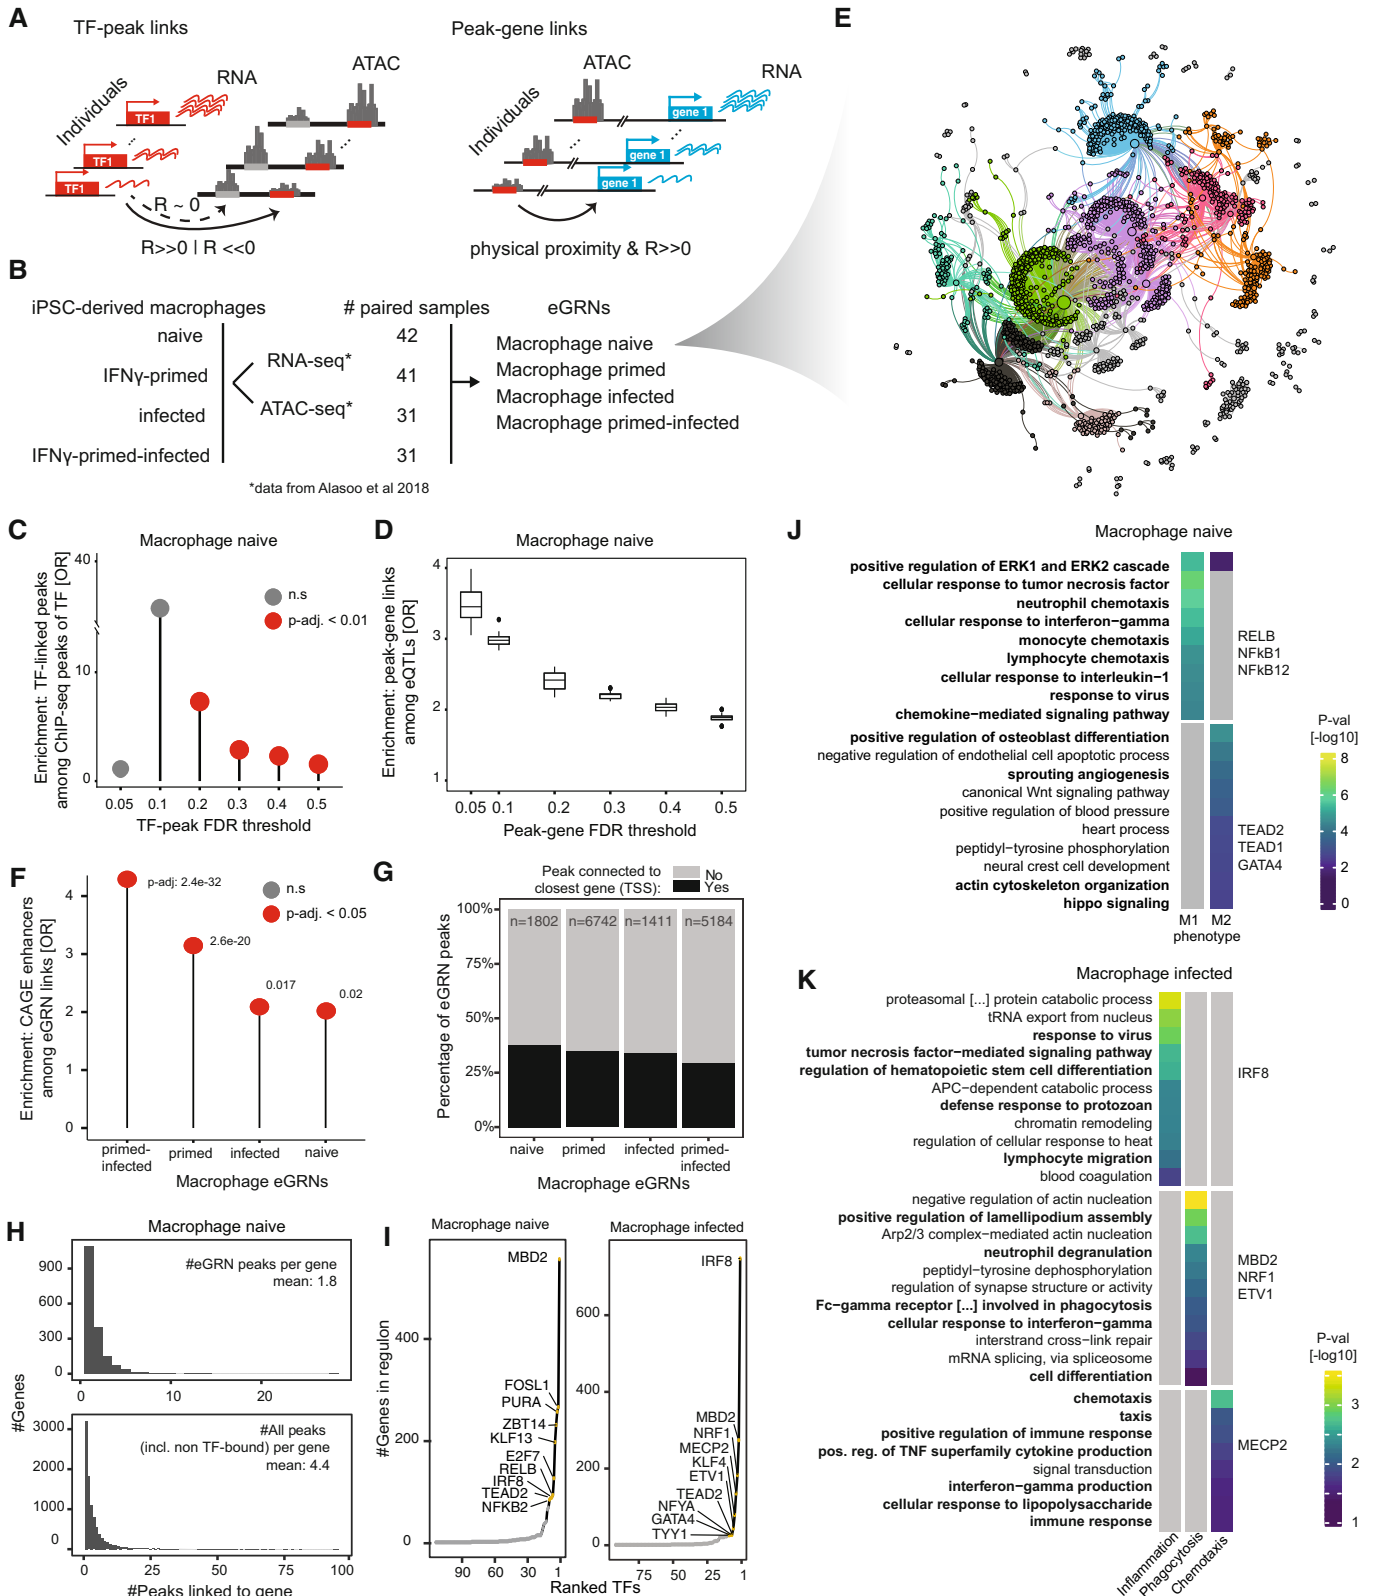 A
TF-peak links
Peak-gene links
E
Individuals
RNA
ATAC
TF1
TF1
TF1
R ~ 0
R>>0 | R <<0
Individuals
ATAC
RNA
gene 1
gene 1
gene 1
physical proximity & R>>0
B
iPSC-derived macrophages
# paired samples
eGRNs
naive
IFNγ-primed
infected
IFNγ-primed-infected
RNA-seq*
ATAC-seq*
42
41
31
31
Macrophage naive
Macrophage primed
Macrophage infected
Macrophage primed-infected
*data from Alasoo et al 2018
C
Macrophage naive
Enrichment: TF-linked peaks
among ChIP-seq peaks of TF [OR]
40
10
0
n.s
p-adj. < 0.01
0.05 0.1 0.2 0.3 0.4 0.5
TF-peak FDR threshold
D
Macrophage naive
Enrichment: peak-gene links
among eQTLs [OR]
4
3
2
1
0.05 0.1 0.2 0.3 0.4 0.5
Peak-gene FDR threshold
F
Enrichment: CAGE enhancers
among eGRN links [OR]
4
3
2
1
0
p-adj: 2.4e-32
2.6e-20
0.017
0.02
n.s
p-adj. < 0.05
primed-
infected
primed
infected
naive
Macrophage eGRNs
G
Peak connected to
closest gene (TSS):
No
Yes
Percentage of eGRN peaks
100%
75%
50%
25%
0%
n=1802 n=6742 n=1411 n=5184
naive
primed
infected
primed-
infected
Macrophage eGRNs
H
Macrophage naive
#Genes
900
600
300
0
#eGRN peaks per gene
mean: 1.8
0 10 20
3000
2000
1000
0
#All peaks
(incl. non TF-bound) per gene
mean: 4.4
0 25 50 75 100
#Peaks linked to gene
I
Macrophage naive
#Genes in regulon
400
200
0
MBD2
FOSL1
PURA
ZBT14
KLF13
E2F7
RELB
IRF8
TEAD2
NFKB2
90 60 30 1
Macrophage infected
600
400
200
0
IRF8
MBD2
NRF1
MECP2
KLF4
ETV1
TEAD2
NFYA
GATA4
TYY1
75 50 25 1
Ranked TFs
J
Macrophage naive
positive regulation of ERK1 and ERK2 cascade
cellular response to tumor necrosis factor
neutrophil chemotaxis
cellular response to interferon−gamma
monocyte chemotaxis
lymphocyte chemotaxis
cellular response to interleukin−1
response to virus
chemokine−mediated signaling pathway
RELB
NFkB1
NFkB12
positive regulation of osteoblast differentiation
negative regulation of endothelial cell apoptotic process
sprouting angiogenesis
canonical Wnt signaling pathway
positive regulation of blood pressure
heart process
peptidyl−tyrosine phosphorylation
neural crest cell development
actin cytoskeleton organization
hippo signaling
TEAD2
TEAD1
GATA4
M1 M2
phenotype
P-val
[-log10]
8
6
4
2
0
K
Macrophage infected
proteasomal [...] protein catabolic process
tRNA export from nucleus
response to virus
tumor necrosis factor−mediated signaling pathway
regulation of hematopoietic stem cell differentiation
APC−dependent catabolic process
defense response to protozoan
chromatin remodeling
regulation of cellular response to heat
lymphocyte migration
blood coagulation
IRF8
negative regulation of actin nucleation
positive regulation of lamellipodium assembly
Arp2/3 complex−mediated actin nucleation
neutrophil degranulation
peptidyl−tyrosine dephosphorylation
regulation of synapse structure or activity
Fc−gamma receptor [...] involved in phagocytosis
cellular response to interferon−gamma
interstrand cross−link repair
mRNA splicing, via spliceosome
cell differentiation
MBD2
NRF1
ETV1
chemotaxis
taxis
positive regulation of immune response
pos. reg. of TNF superfamily cytokine production
signal transduction
interferon−gamma production
cellular response to lipopolysaccharide
immune response
MECP2
Inflammation
Phagocytosis
Chemotaxis
P-val
[-log10]
3
2
1